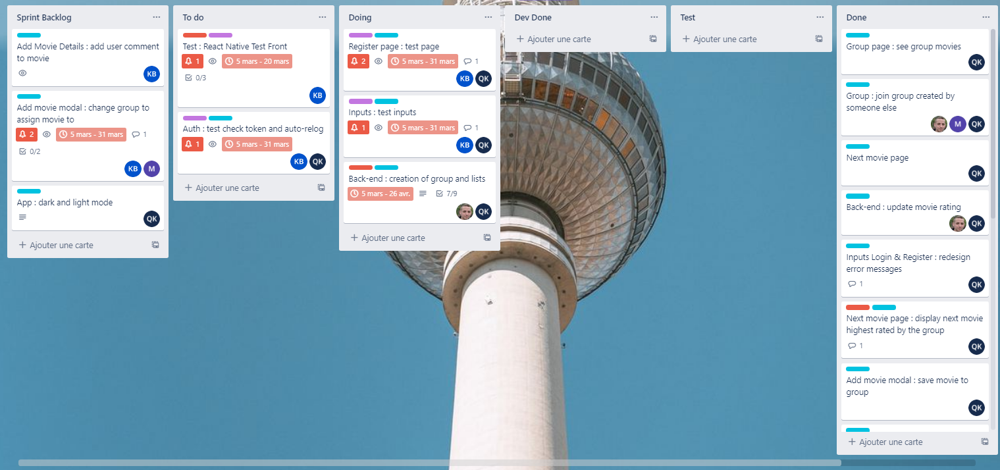 Sprint Backlog
Add Movie Details : add user comment
to movie
KB
Add movie modal : change group to
assign movie to
2 5 mars - 31 mars 1
0/2
KB M
App : dark and light mode
QK
+ Ajouter une carte
To do
Test : React Native Test Front
1 5 mars - 20 mars
0/3
KB
Auth : test check token and auto-relog
1 5 mars - 31 mars
KB QK
+ Ajouter une carte
Doing
Register page : test page
2 5 mars - 31 mars 1
KB QK
Inputs : test inputs
1 5 mars - 31 mars 1
KB QK
Back-end : creation of group and lists
5 mars - 26 avr. 7/9
QK
+ Ajouter une carte
Dev Done
+ Ajouter une carte
Test
+ Ajouter une carte
Done
Group page : see group movies
QK
Group : join group created by
someone else
M QK
Next movie page
QK
Back-end : update movie rating
QK
Inputs Login & Register : redesign
error messages
1 QK
Next movie page : display next movie
highest rated by the group
1 QK
Add movie modal : save movie to
group
QK
+ Ajouter une carte